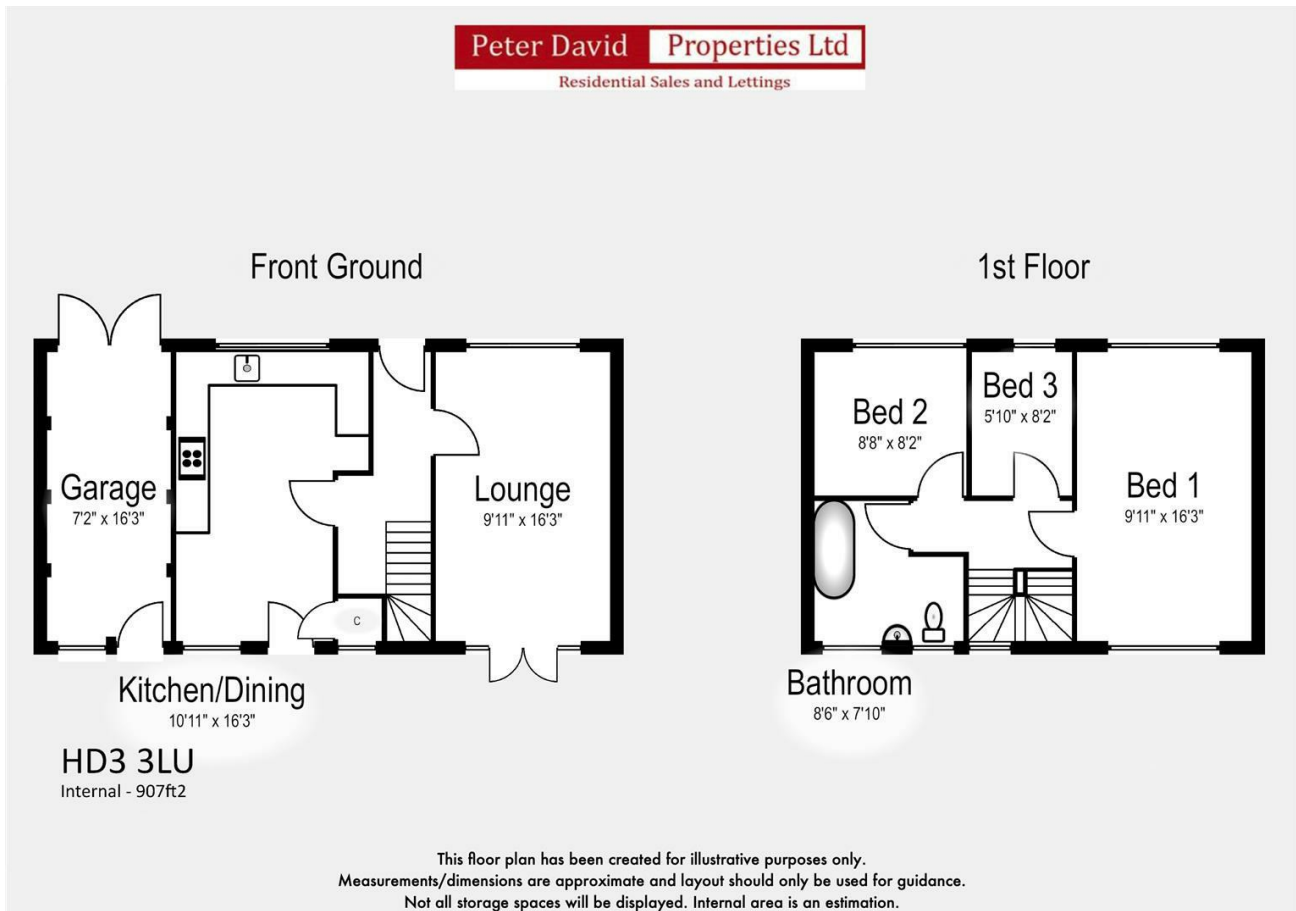 Peter David Properties Ltd
Residential Sales and Lettings
Front Ground
1st Floor
Garage
7'2" x 16'3"
Lounge
9'11" x 16'3"
C
Kitchen/Dining
10'11" x 16'3"
Bed 2
8'8" x 8'2"
Bed 3
5'10" x 8'2"
Bed 1
9'11" x 16'3"
Bathroom
8'6" x 7'10"
HD3 3LU
Internal - 907ft2
This floor plan has been created for illustrative purposes only.
Measurements/dimensions are approximate and layout should only be used for guidance.
Not all storage spaces will be displayed. Internal area is an estimation.